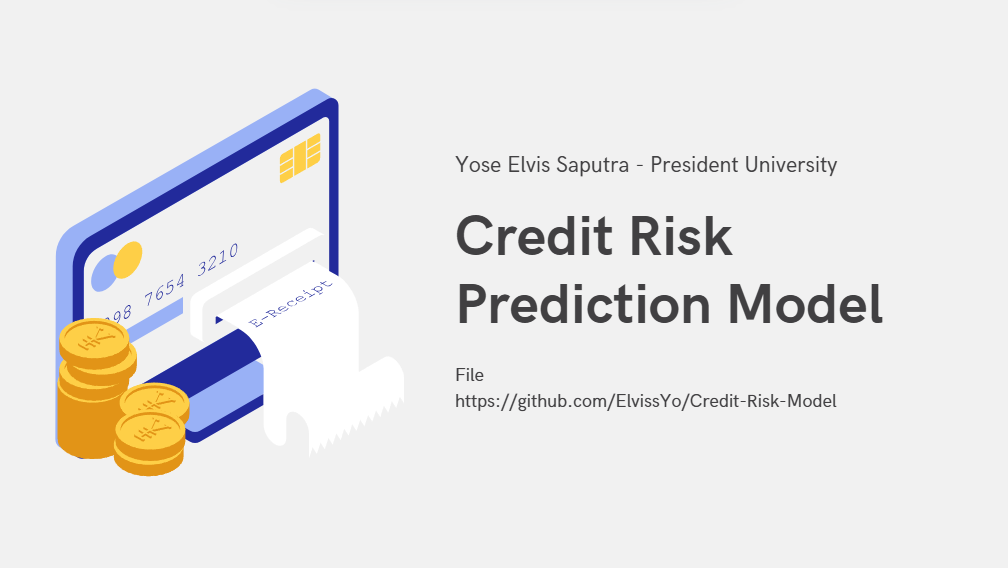 Yose Elvis Saputra - President University
Credit Risk
Prediction Model
File
https://github.com/ElvissYo/Credit-Risk-Model
7654 3210
E-Receipt